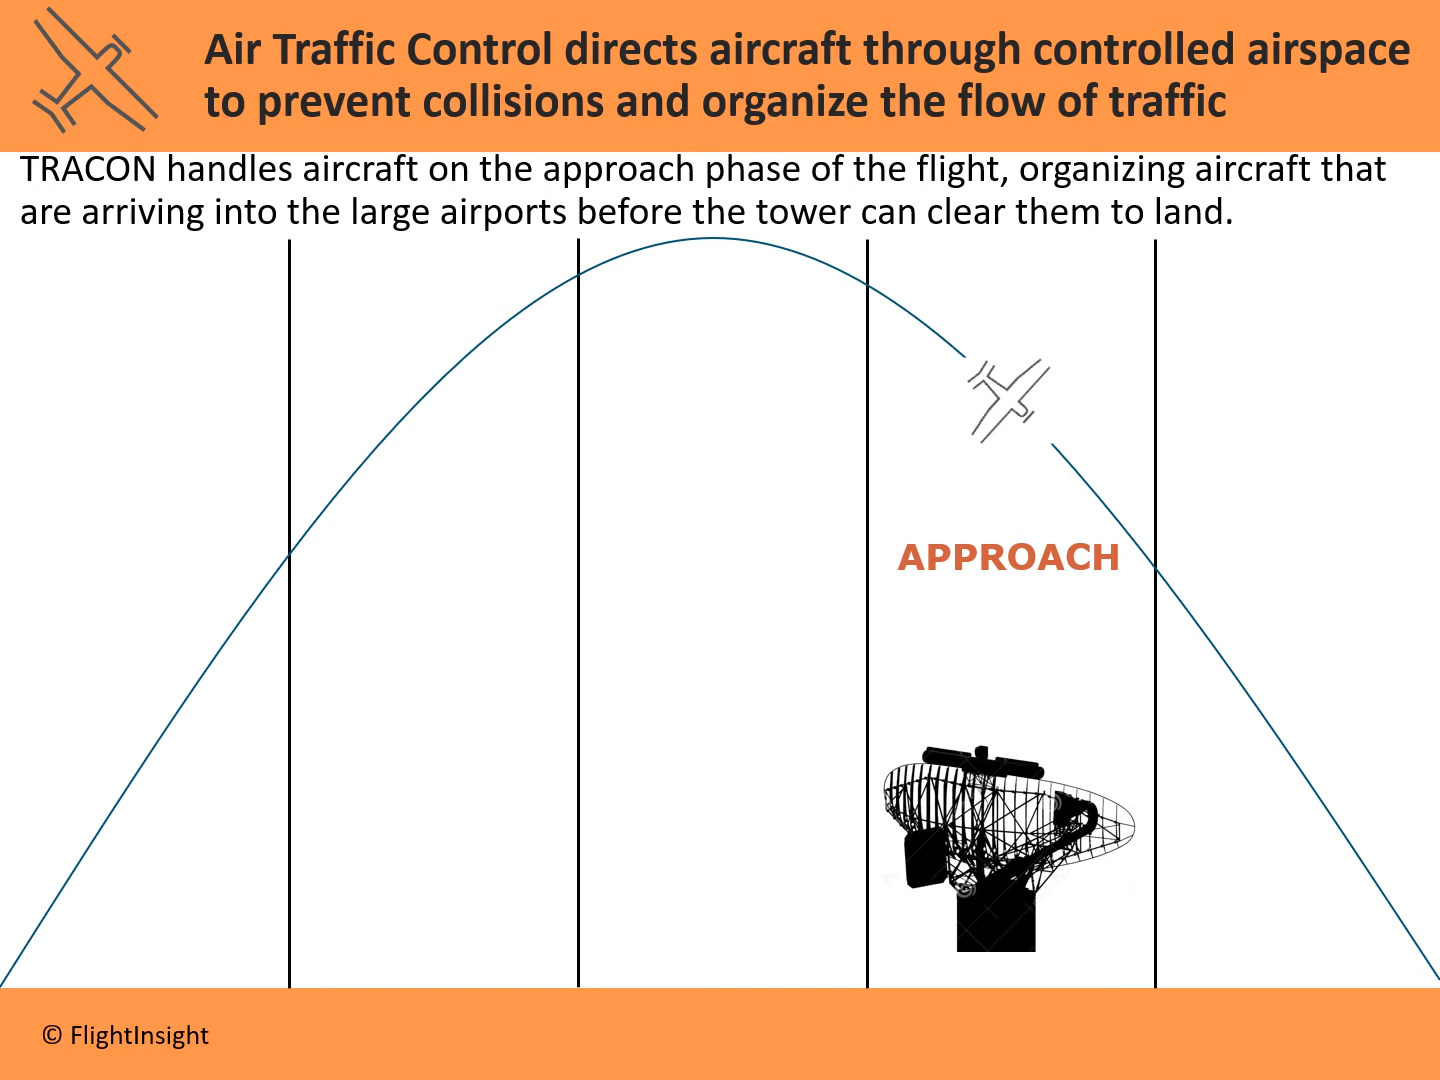 Air Traffic Control directs aircraft through controlled airspace
to prevent collisions and organize the flow of traffic
TRACON handles aircraft on the approach phase of the flight, organizing aircraft that
are arriving into the large airports before the tower can clear them to land.
APPROACH
© FlightInsight